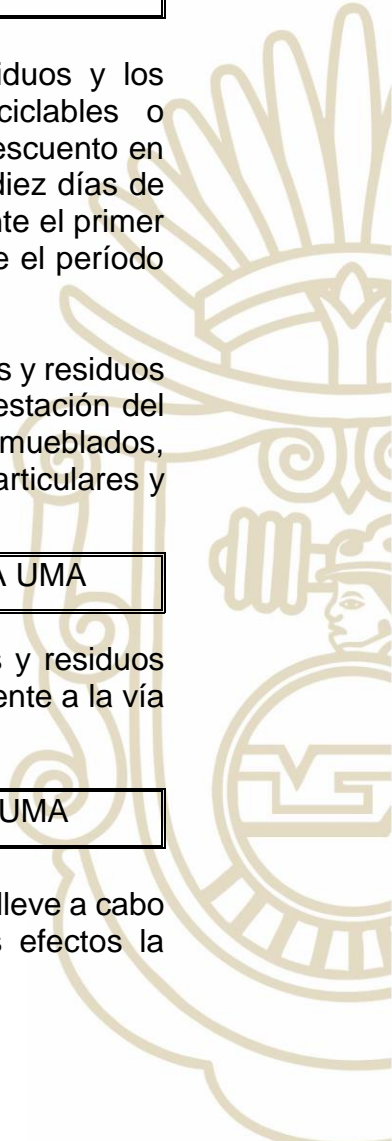 iduos y los
ciclables o
escuento en
diez días de
nte el primer
e el período
s y residuos
estación del
mueblados,
articulares y
A UMA
s y residuos
ente a la vía
UMA
lleve a cabo
s efectos la